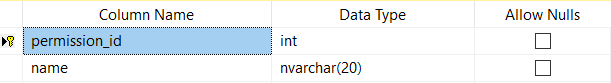 Column Name Data Type Allow Nulls
permission_id int
name nvarchar(20)